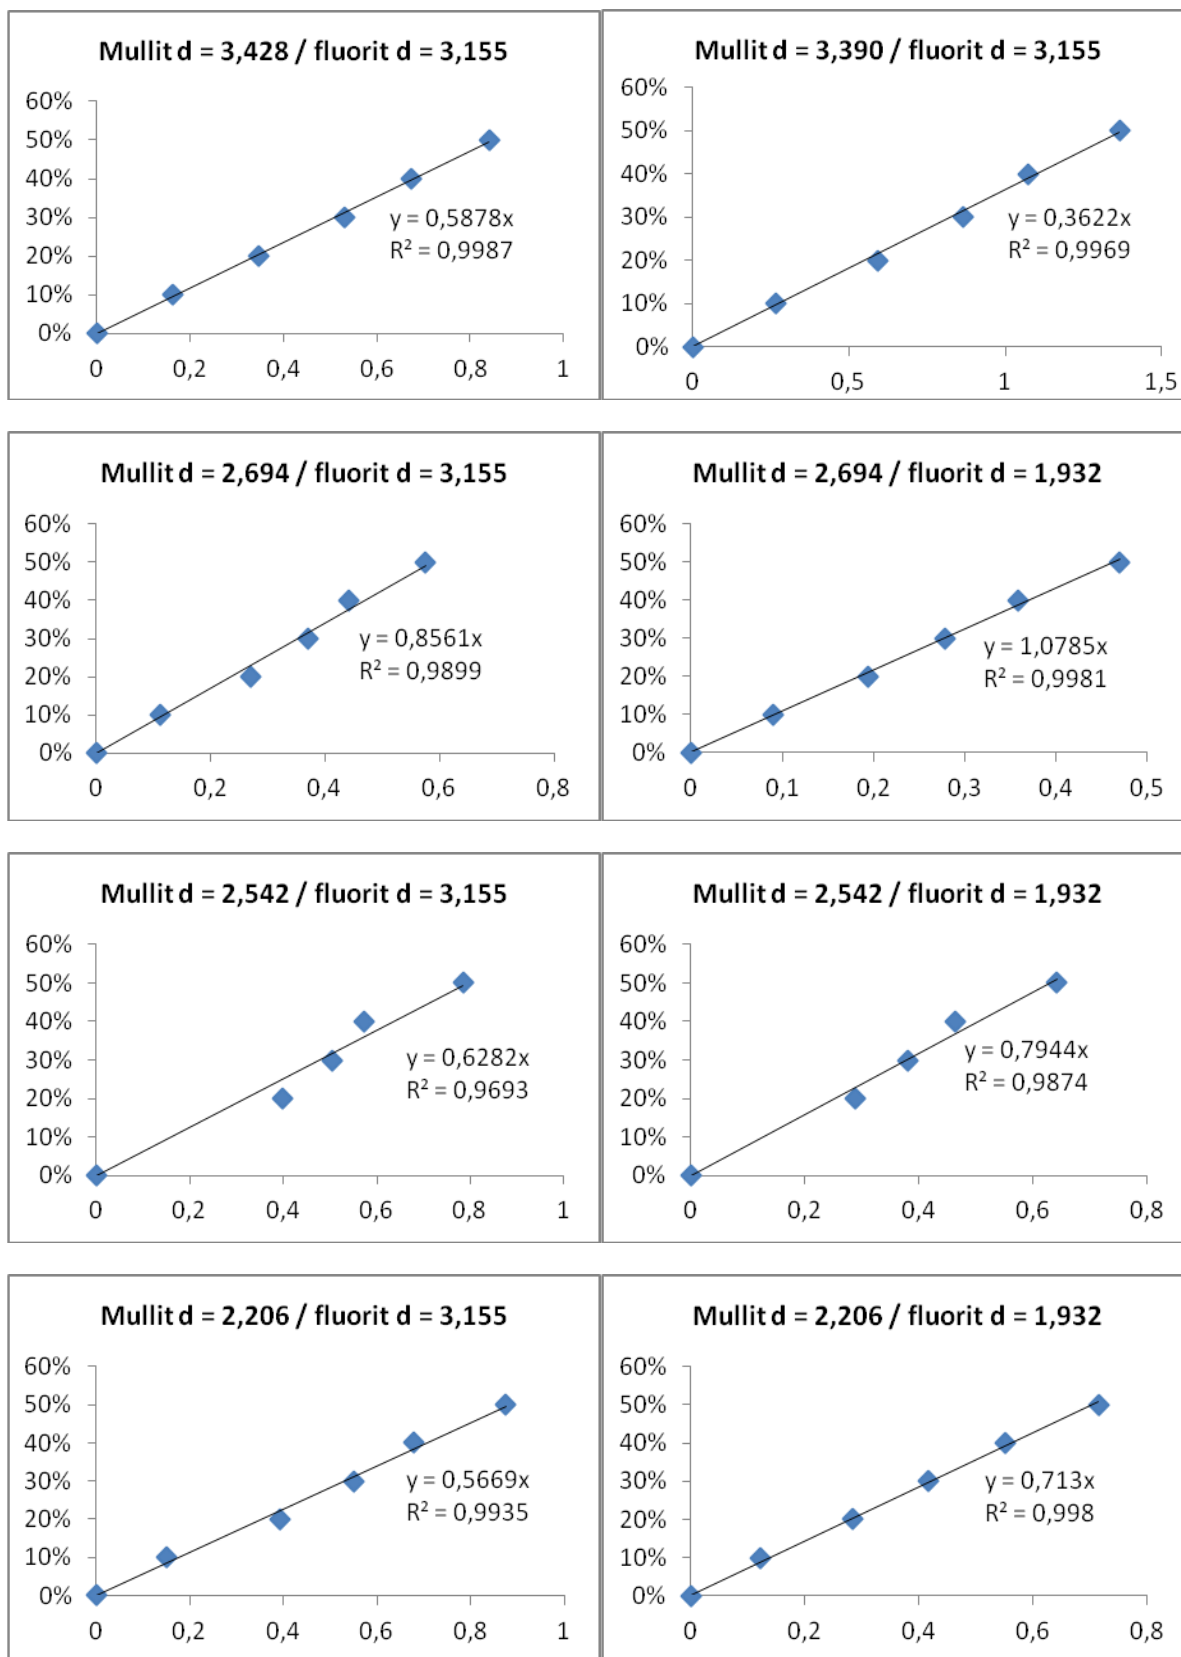 Mullit d = 3,428 / fluorit d = 3,155
60%
50%
40%
30%
20%
10%
0%
y = 0,5878x
R² = 0,9987
0 0,2 0,4 0,6 0,8 1
Mullit d = 3,390 / fluorit d = 3,155
60%
50%
40%
30%
20%
10%
0%
y = 0,3622x
R² = 0,9969
0 0,5 1 1,5
Mullit d = 2,694 / fluorit d = 3,155
60%
50%
40%
30%
20%
10%
0%
y = 0,8561x
R² = 0,9899
0 0,2 0,4 0,6 0,8
Mullit d = 2,694 / fluorit d = 1,932
60%
50%
40%
30%
20%
10%
0%
y = 1,0785x
R² = 0,9981
0 0,1 0,2 0,3 0,4 0,5
Mullit d = 2,542 / fluorit d = 3,155
60%
50%
40%
30%
20%
10%
0%
y = 0,6282x
R² = 0,9693
0 0,2 0,4 0,6 0,8 1
Mullit d = 2,542 / fluorit d = 1,932
60%
50%
40%
30%
20%
10%
0%
y = 0,7944x
R² = 0,9874
0 0,2 0,4 0,6 0,8
Mullit d = 2,206 / fluorit d = 3,155
60%
50%
40%
30%
20%
10%
0%
y = 0,5669x
R² = 0,9935
0 0,2 0,4 0,6 0,8 1
Mullit d = 2,206 / fluorit d = 1,932
60%
50%
40%
30%
20%
10%
0%
y = 0,713x
R² = 0,998
0 0,2 0,4 0,6 0,8